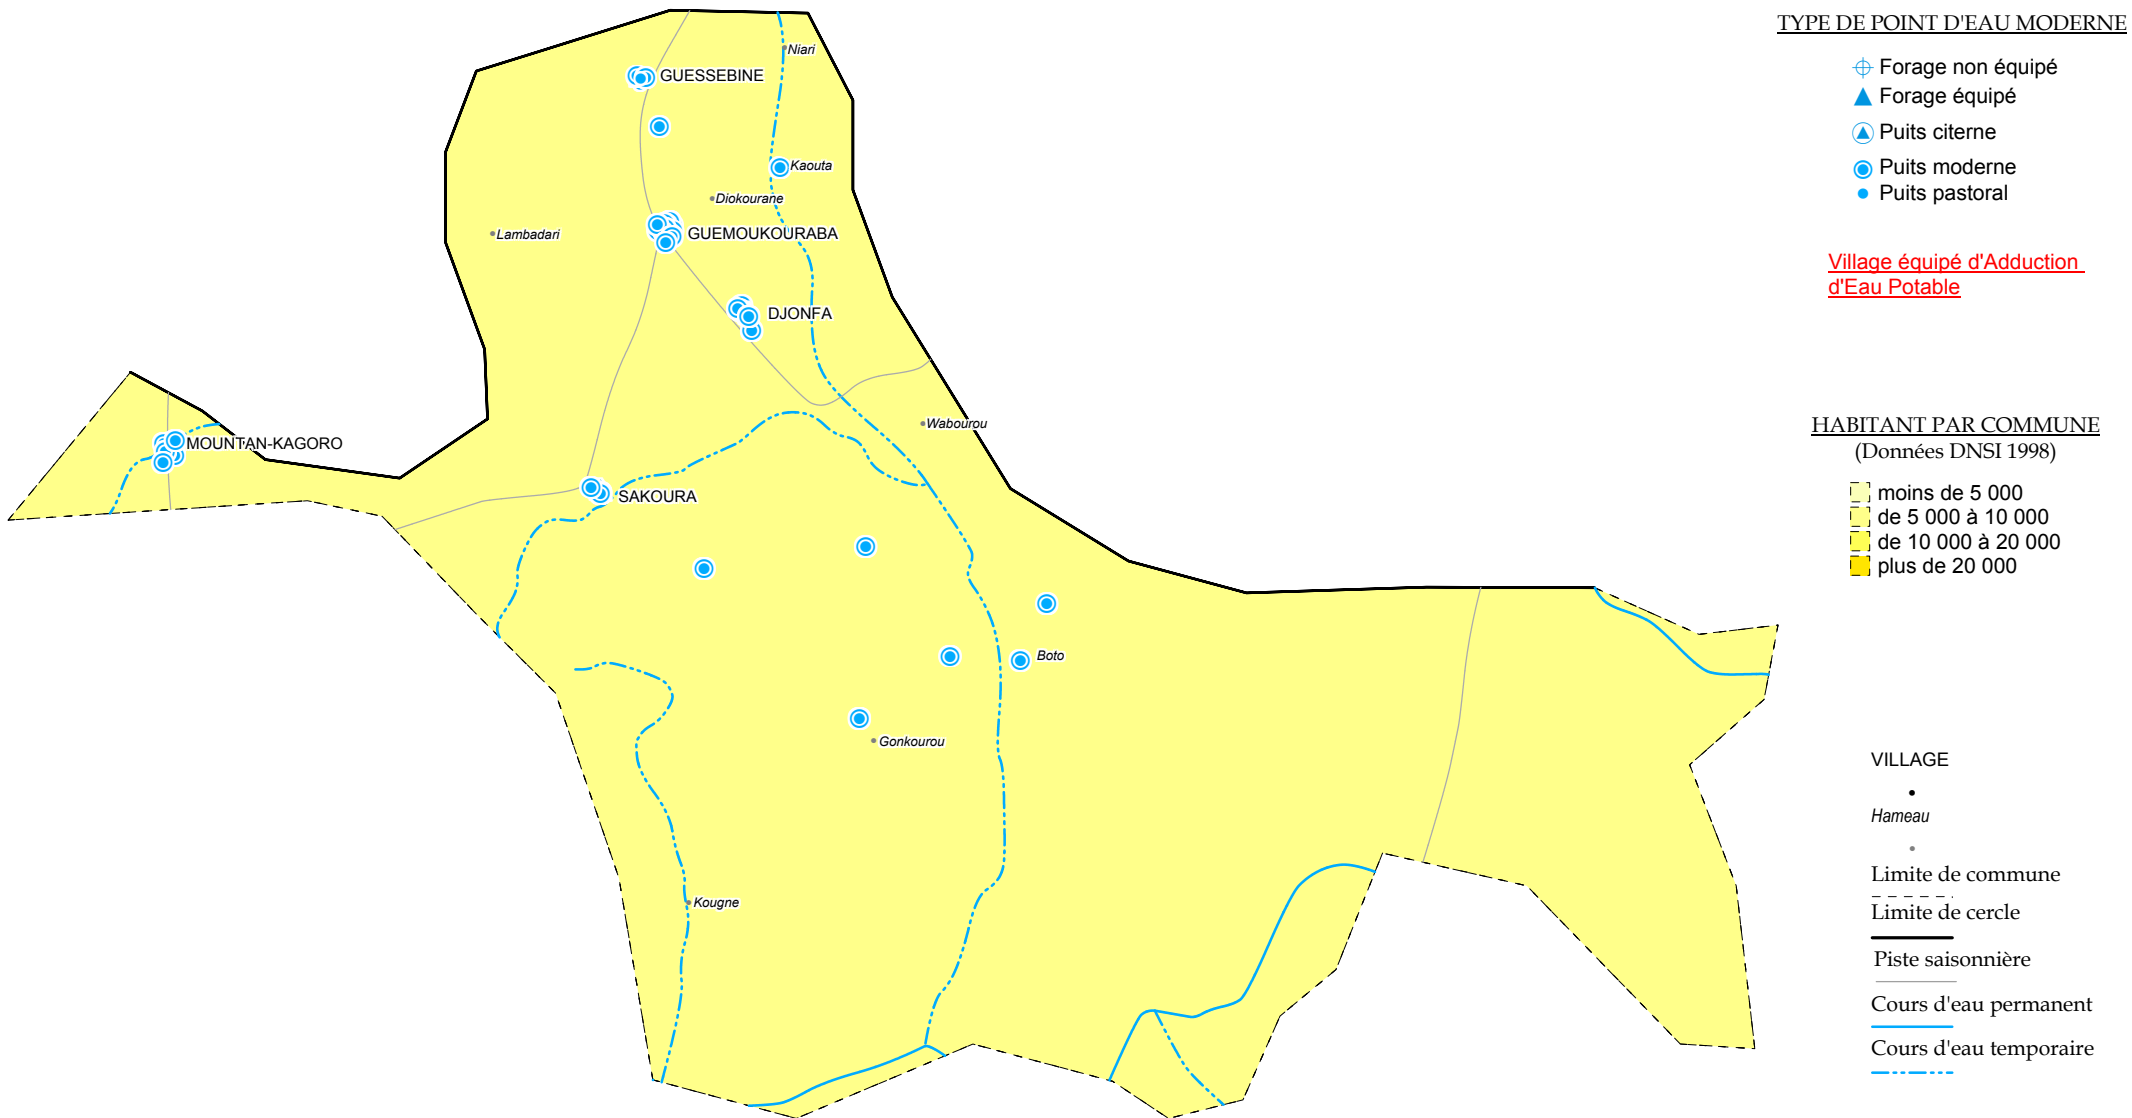 TYPE DE POINT D'EAU MODERNE
Forage non équipé
Forage équipé
Puits citerne
Puits moderne
Puits pastoral
Village équipé d'Adduction
d'Eau Potable
HABITANT PAR COMMUNE
(Données DNSI 1998)
moins de 5 000
de 5 000 à 10 000
de 10 000 à 20 000
plus de 20 000
VILLAGE
Hameau
Limite de commune
Limite de cercle
Piste saisonnière
Cours d'eau permanent
Cours d'eau temporaire
Niari
GUESSEBINE
Kaouta
Diokourane
Lambadari
GUEMOUKOURABA
DJONFA
Wabourou
MOUNTAN-KAGORO
SAKOURA
Boto
Gonkourou
Kougne